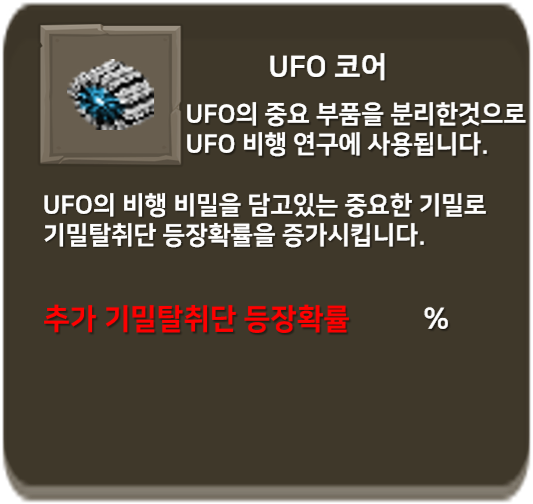 UFO 코어
UFO의 중요 부품을 분리한것으로
UFO 비행 연구에 사용됩니다.
UFO의 비행 비밀을 담고있는 중요한 기밀로
기밀탈취단 등장확률을 증가시킵니다.
추가 기밀탈취단 등장확률 %